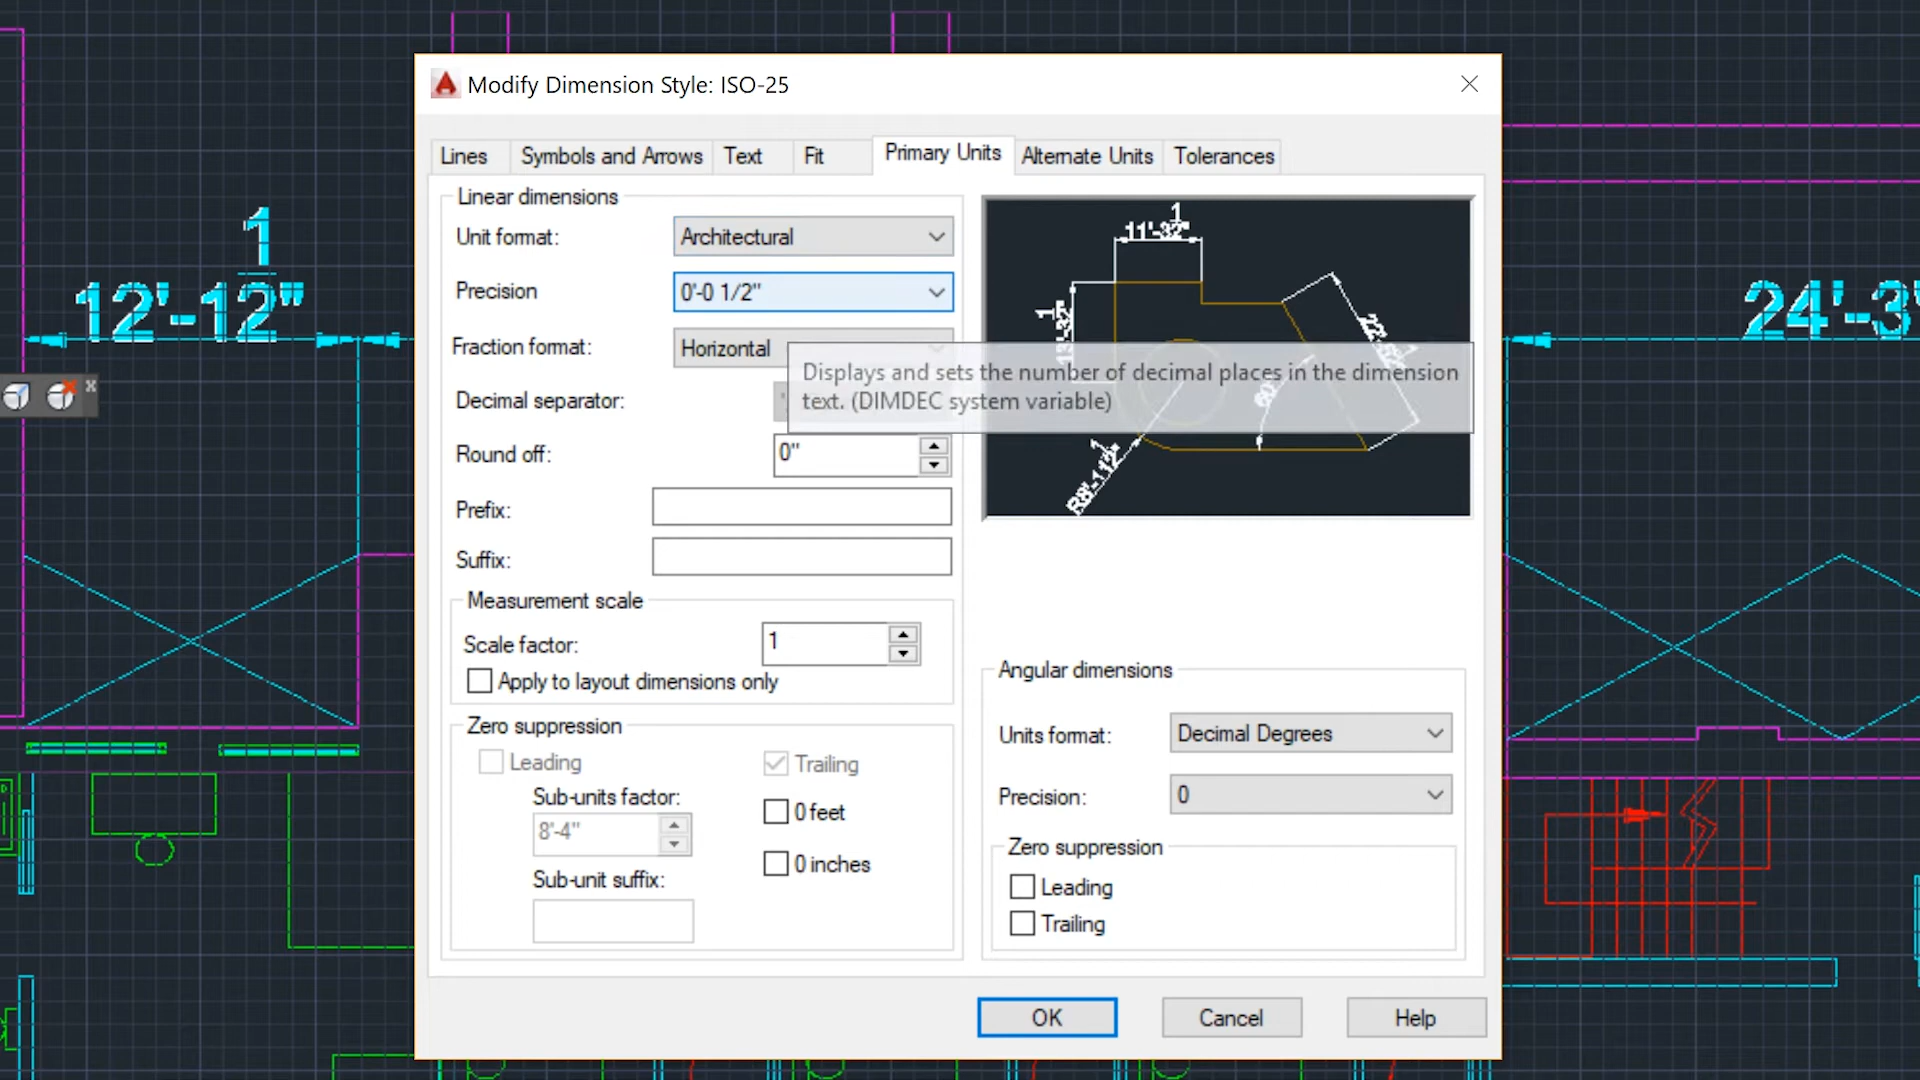 Modify Dimension Style: ISO-25
Lines Symbols and Arrows Text Fit Primary Units Alternate Units Tolerances
Linear dimensions
Unit format: Architectural
Precision 0'-0 1/2"
Fraction format: Horizontal
Decimal separator:
Round off: 0"
Prefix:
Suffix:
Measurement scale
Scale factor: 1
Apply to layout dimensions only
Zero suppression
Leading
Trailing
Sub-units factor:
8'-4"
0 feet
0 inches
Sub-unit suffix:
1
11'-32"
Displays and sets the number of decimal places in the dimension
text. (DIMDEC system variable)
Angular dimensions
Units format: Decimal Degrees
Precision: 0
Zero suppression
Leading
Trailing
OK Cancel Help
1
12'-12"
24'-3'